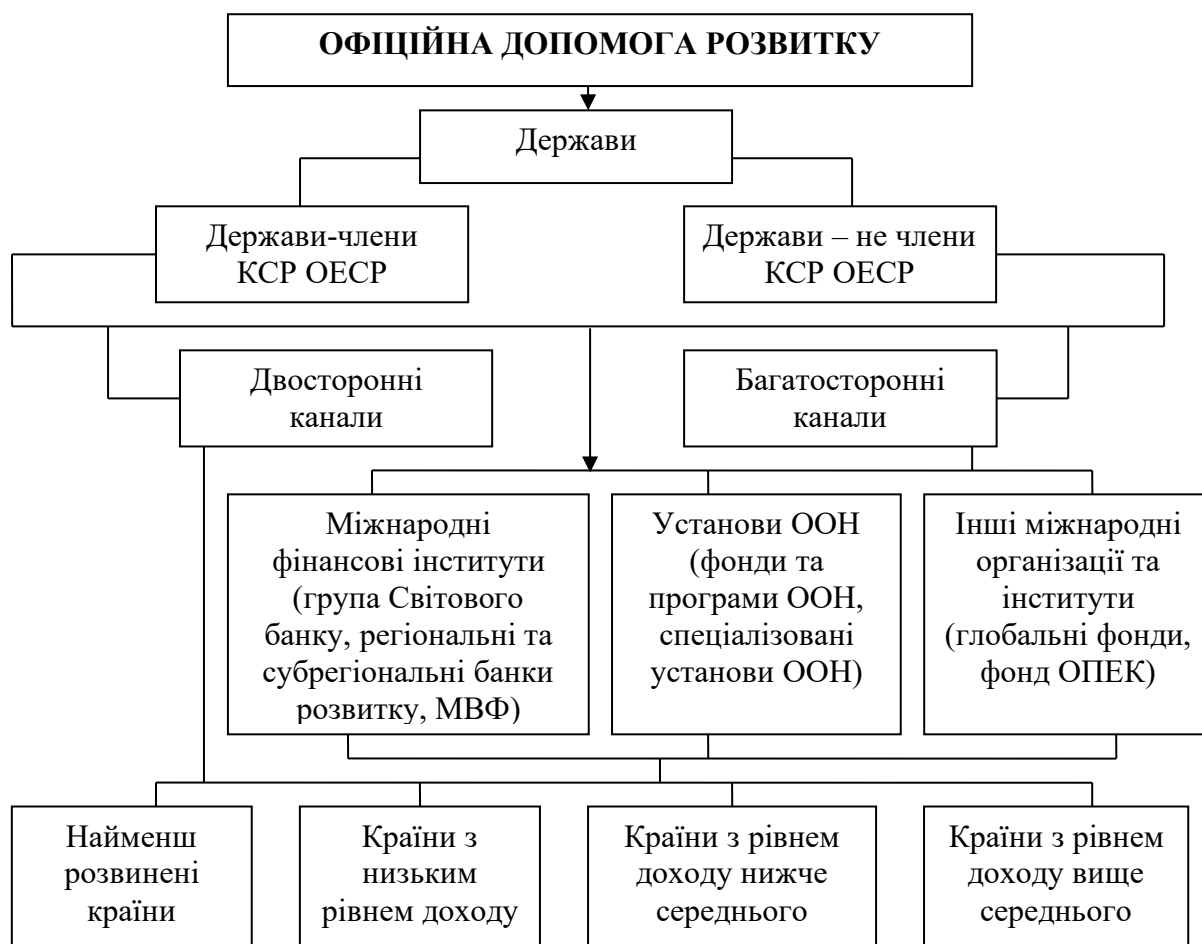 ОФІЦІЙНА ДОПОМОГА РОЗВИТКУ
Держави
Держави-члени
КСР ОЕСР
Держави – не члени
КСР ОЕСР
Двосторонні
канали
Багатосторонні
канали
Міжнародні
фінансові інститути
(група Світового
банку, регіональні та
субрегіональні банки
розвитку, МВФ)
Установи ООН
(фонди та
програми ООН,
спеціалізовані
установи ООН)
Інші міжнародні
організації та
інститути
(глобальні фонди,
фонд ОПЕК)
Найменш
розвинені
країни
Країни з
низьким
рівнем доходу
Країни з рівнем
доходу нижче
середнього
Країни з рівнем
доходу вище
середнього